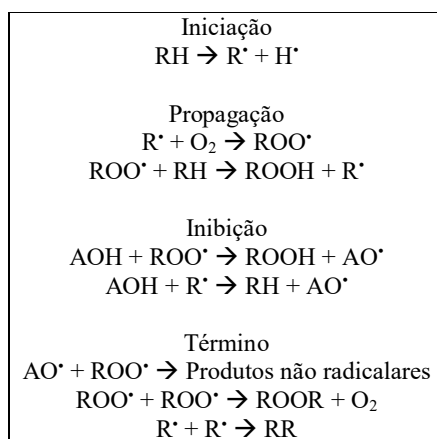 Iniciação
RH → R• + H•
Propagação
R• + O₂ → ROO•
ROO• + RH → ROOH + R•
Inibição
AOH + ROO• → ROOH + AO•
AOH + R• → RH + AO•
Término
AO• + ROO• → Produtos não radicalares
ROO• + ROO• → ROOR + O₂
R• + R• → RR